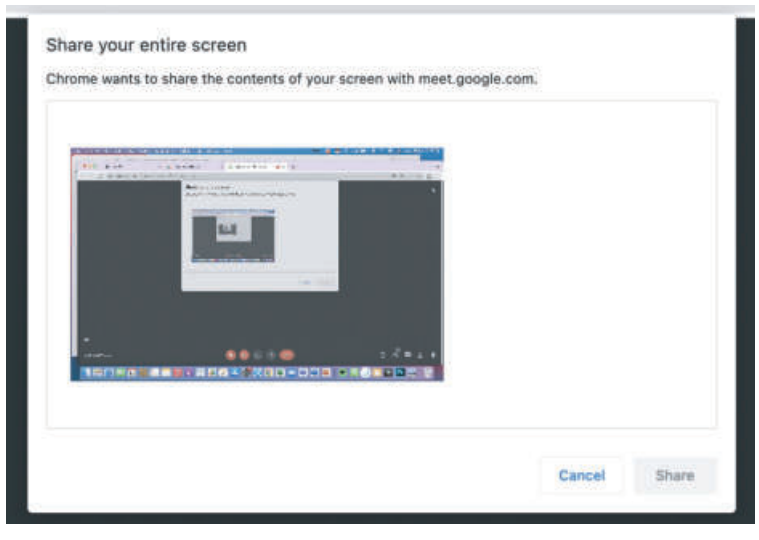 Share your entire screen
Chrome wants to share the contents of your screen with meet.google.com.
Cancel
Share